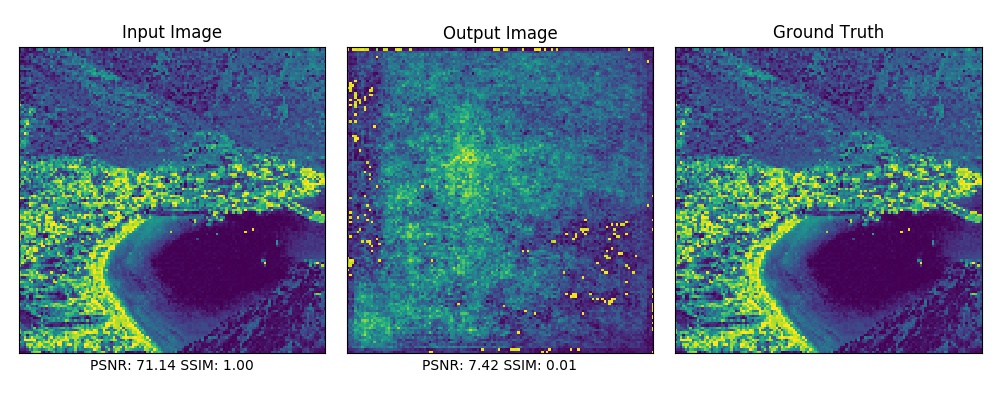 Input Image
Output Image
Ground Truth
PSNR: 71.14 SSIM: 1.00
PSNR: 7.42 SSIM: 0.01